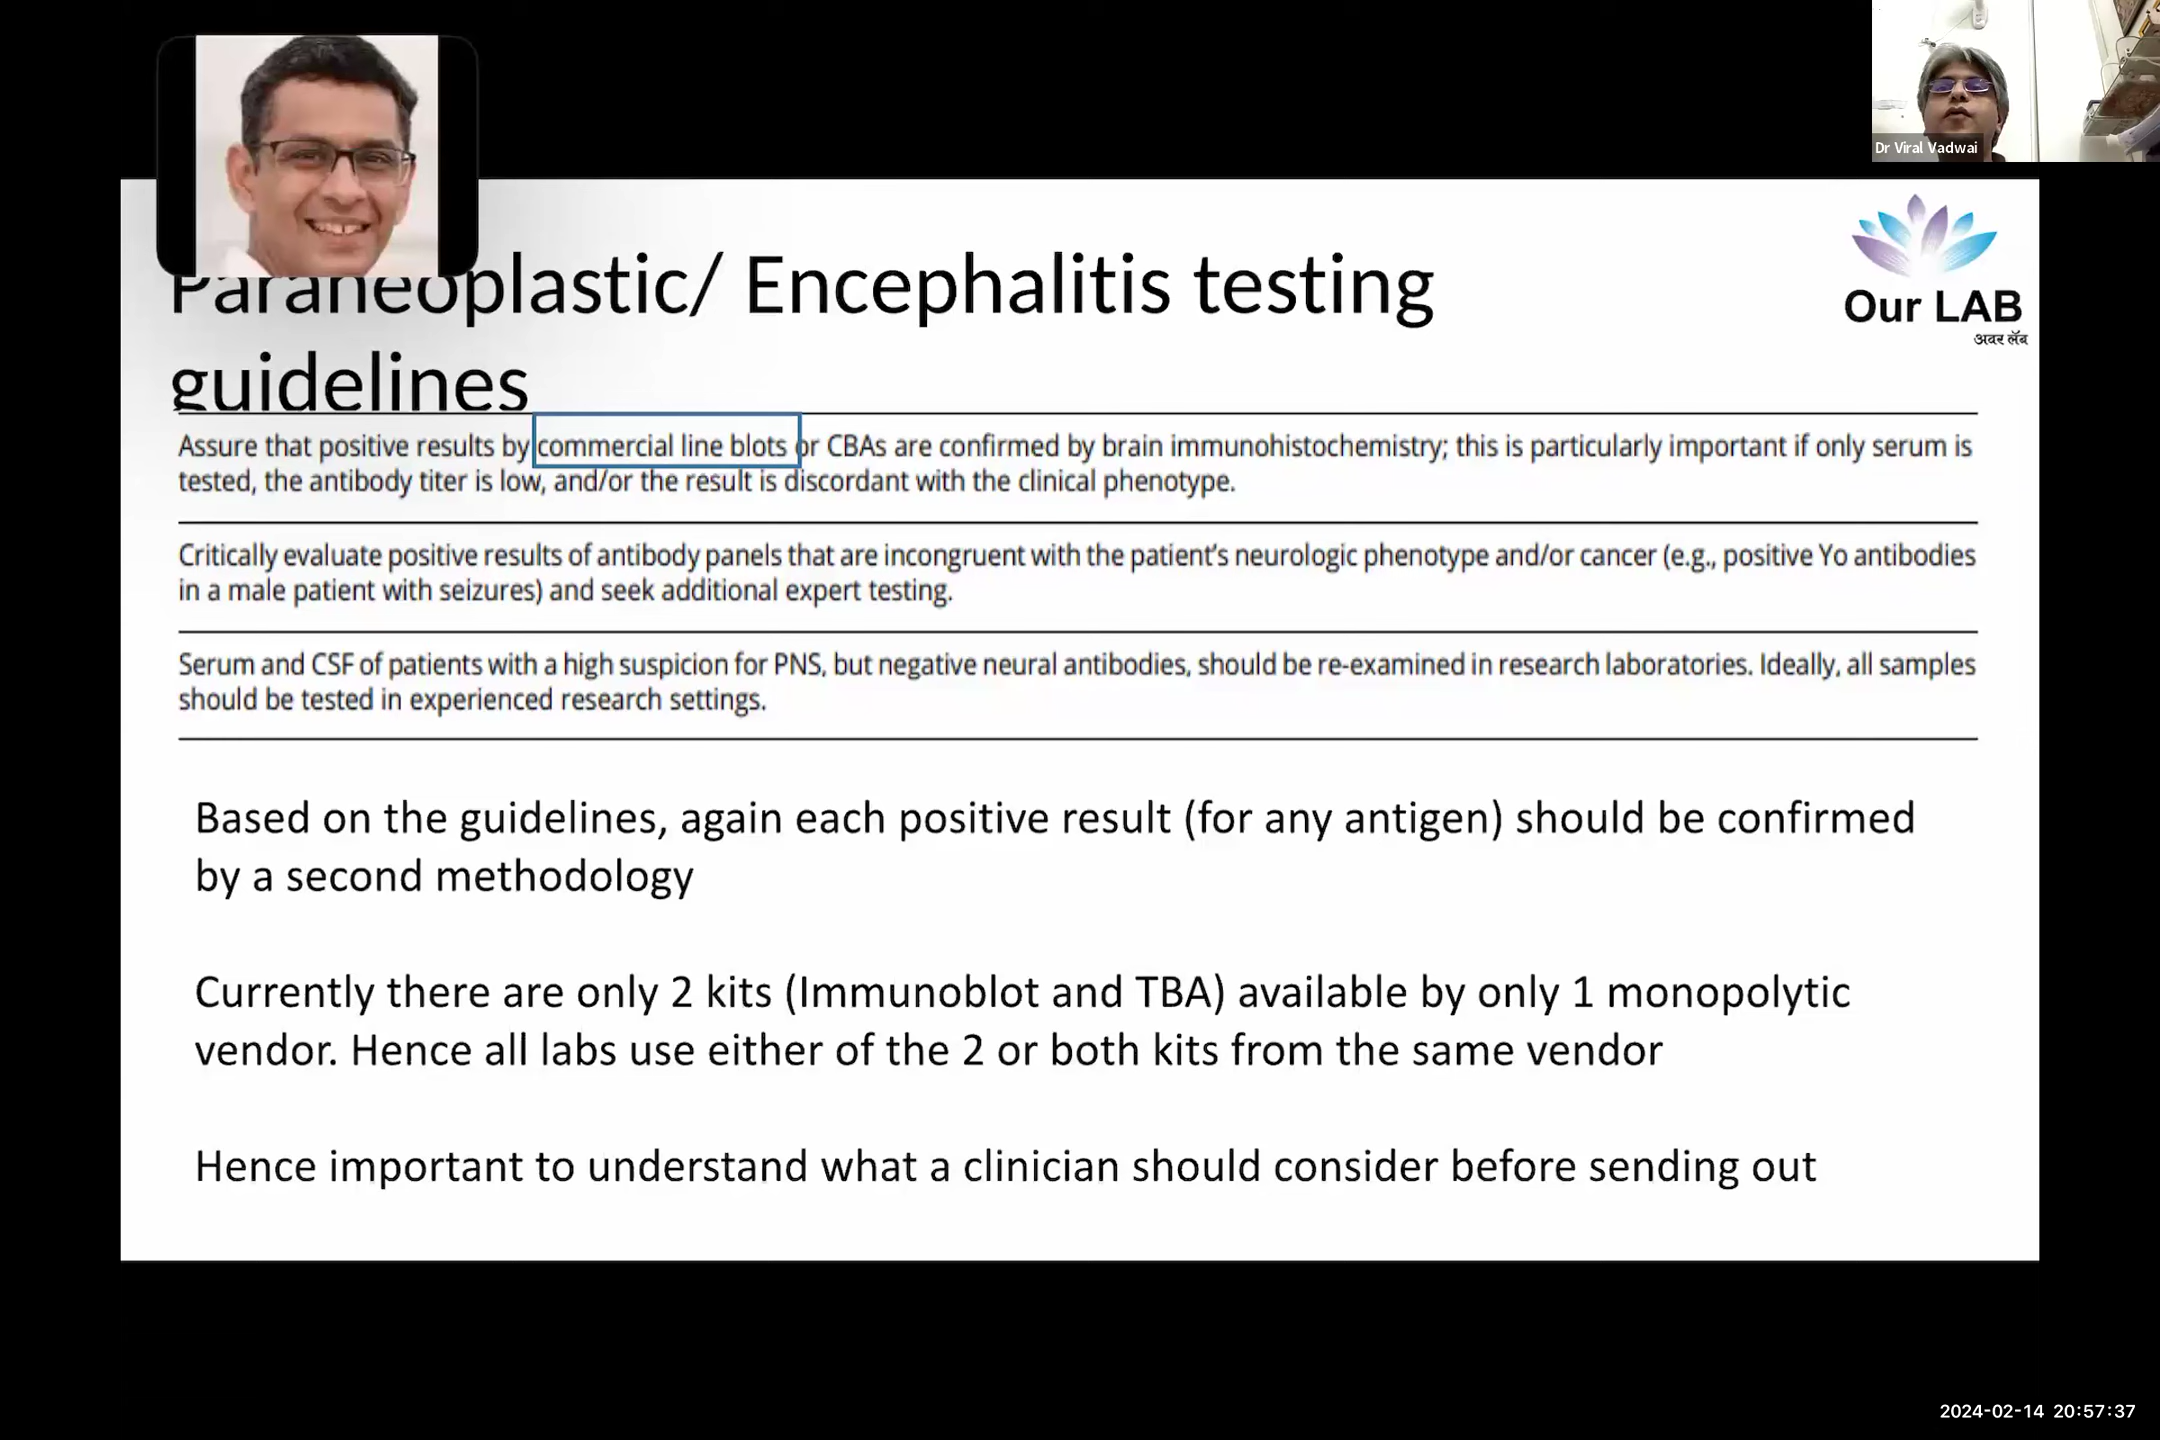 Dr Viral Vadwai
Our LAB
अवर लॅब
Paraneoplastic/ Encephalitis testing
guidelines
Assure that positive results by commercial line blots or CBAs are confirmed by brain immunohistochemistry; this is particularly important if only serum is
tested, the antibody titer is low, and/or the result is discordant with the clinical phenotype.
Critically evaluate positive results of antibody panels that are incongruent with the patient's neurologic phenotype and/or cancer (e.g., positive Yo antibodies
in a male patient with seizures) and seek additional expert testing.
Serum and CSF of patients with a high suspicion for PNS, but negative neural antibodies, should be re-examined in research laboratories. Ideally, all samples
should be tested in experienced research settings.
Based on the guidelines, again each positive result (for any antigen) should be confirmed
by a second methodology
Currently there are only 2 kits (Immunoblot and TBA) available by only 1 monopolytic
vendor. Hence all labs use either of the 2 or both kits from the same vendor
Hence important to understand what a clinician should consider before sending out
2024-02-14 20:57:37